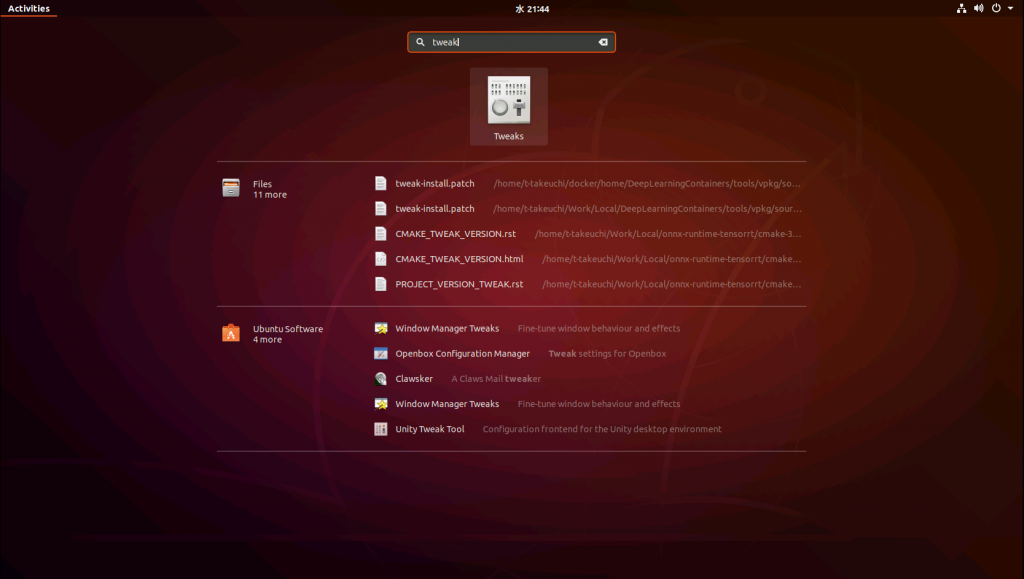 Activities
水 21:44
tweak
Tweaks
Files
11 more
tweak-install.patch /home/t-takeuchi/docker/home/DeepLearningContainers/tools/vpkg/sou…
tweak-install.patch /home/t-takeuchi/Work/Local/DeepLearningContainers/tools/vpkg/sour…
CMAKE_TWEAK_VERSION.rst /home/t-takeuchi/Work/Local/onnx-runtime-tensorrt/cmake-3…
CMAKE_TWEAK_VERSION.html /home/t-takeuchi/Work/Local/onnx-runtime-tensorrt/cmake…
PROJECT_VERSION_TWEAK.rst /home/t-takeuchi/Work/Local/onnx-runtime-tensorrt/cmake…
Ubuntu Software
4 more
Window Manager Tweaks Fine-tune window behaviour and effects
Openbox Configuration Manager Tweak settings for Openbox
Clawsker A Claws Mail tweaker
Window Manager Tweaks Fine-tune window behaviour and effects
Unity Tweak Tool Configuration frontend for the Unity desktop environment